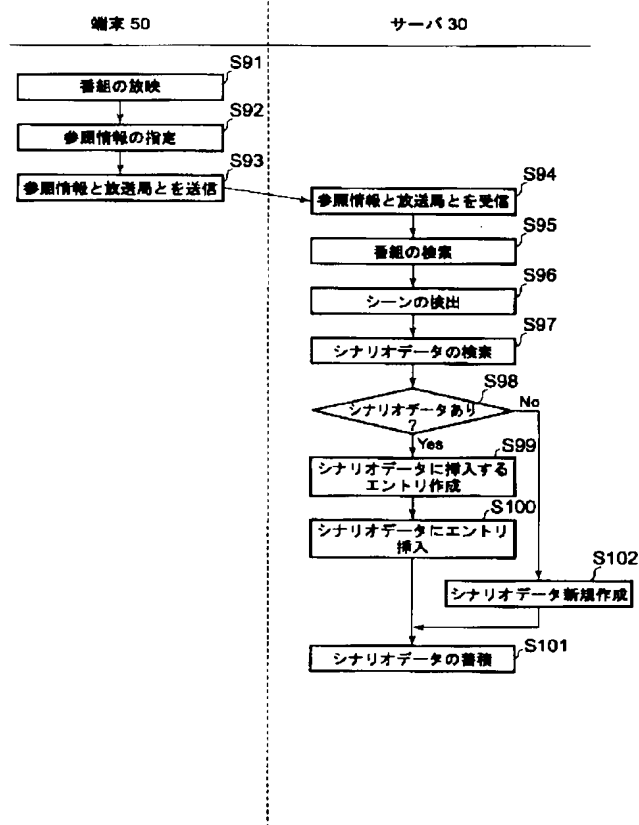 端末 50
サーバ 30
S91
番組の放映
S92
参照情報の指定
S93
参照情報と放送局とを送信
S94
参照情報と放送局とを受信
S95
番組の検索
S96
シーンの検出
S97
シナリオデータの検索
S98
シナリオデータあり
?
No
Yes
S99
シナリオデータに挿入する
エントリ作成
S100
シナリオデータにエントリ
挿入
S102
シナリオデータ新規作成
S101
シナリオデータの蓄積